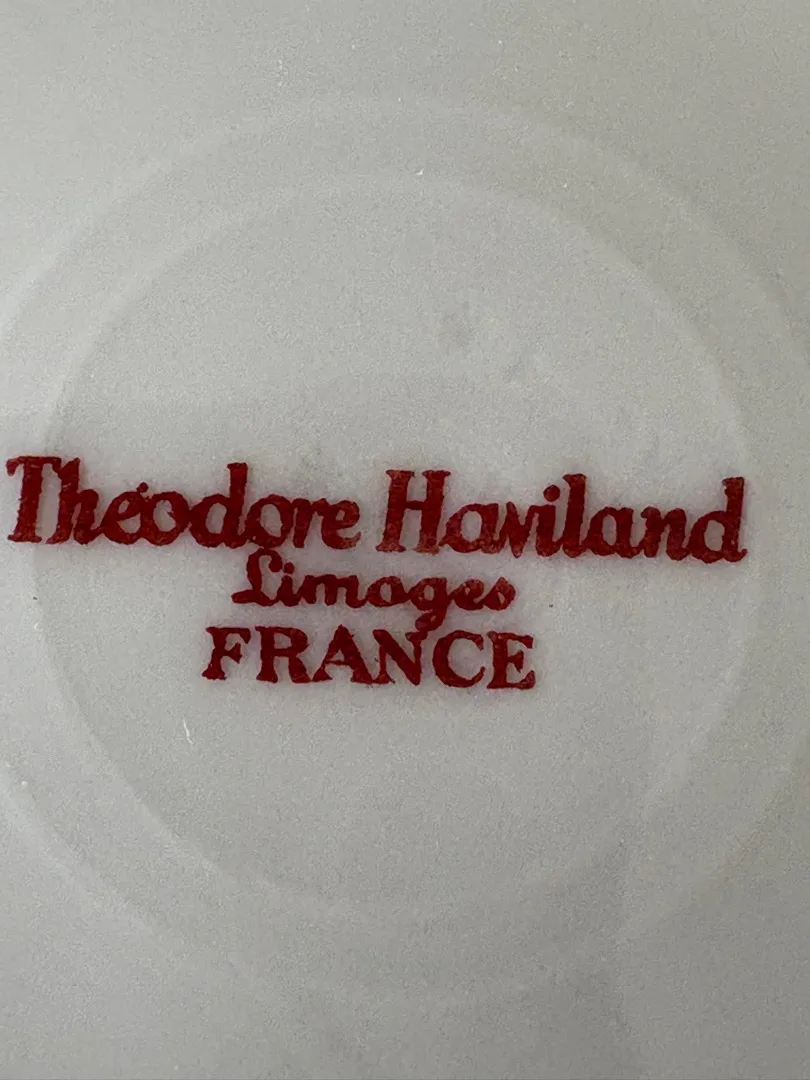 Théodore Haviland
Limoges
FRANCE